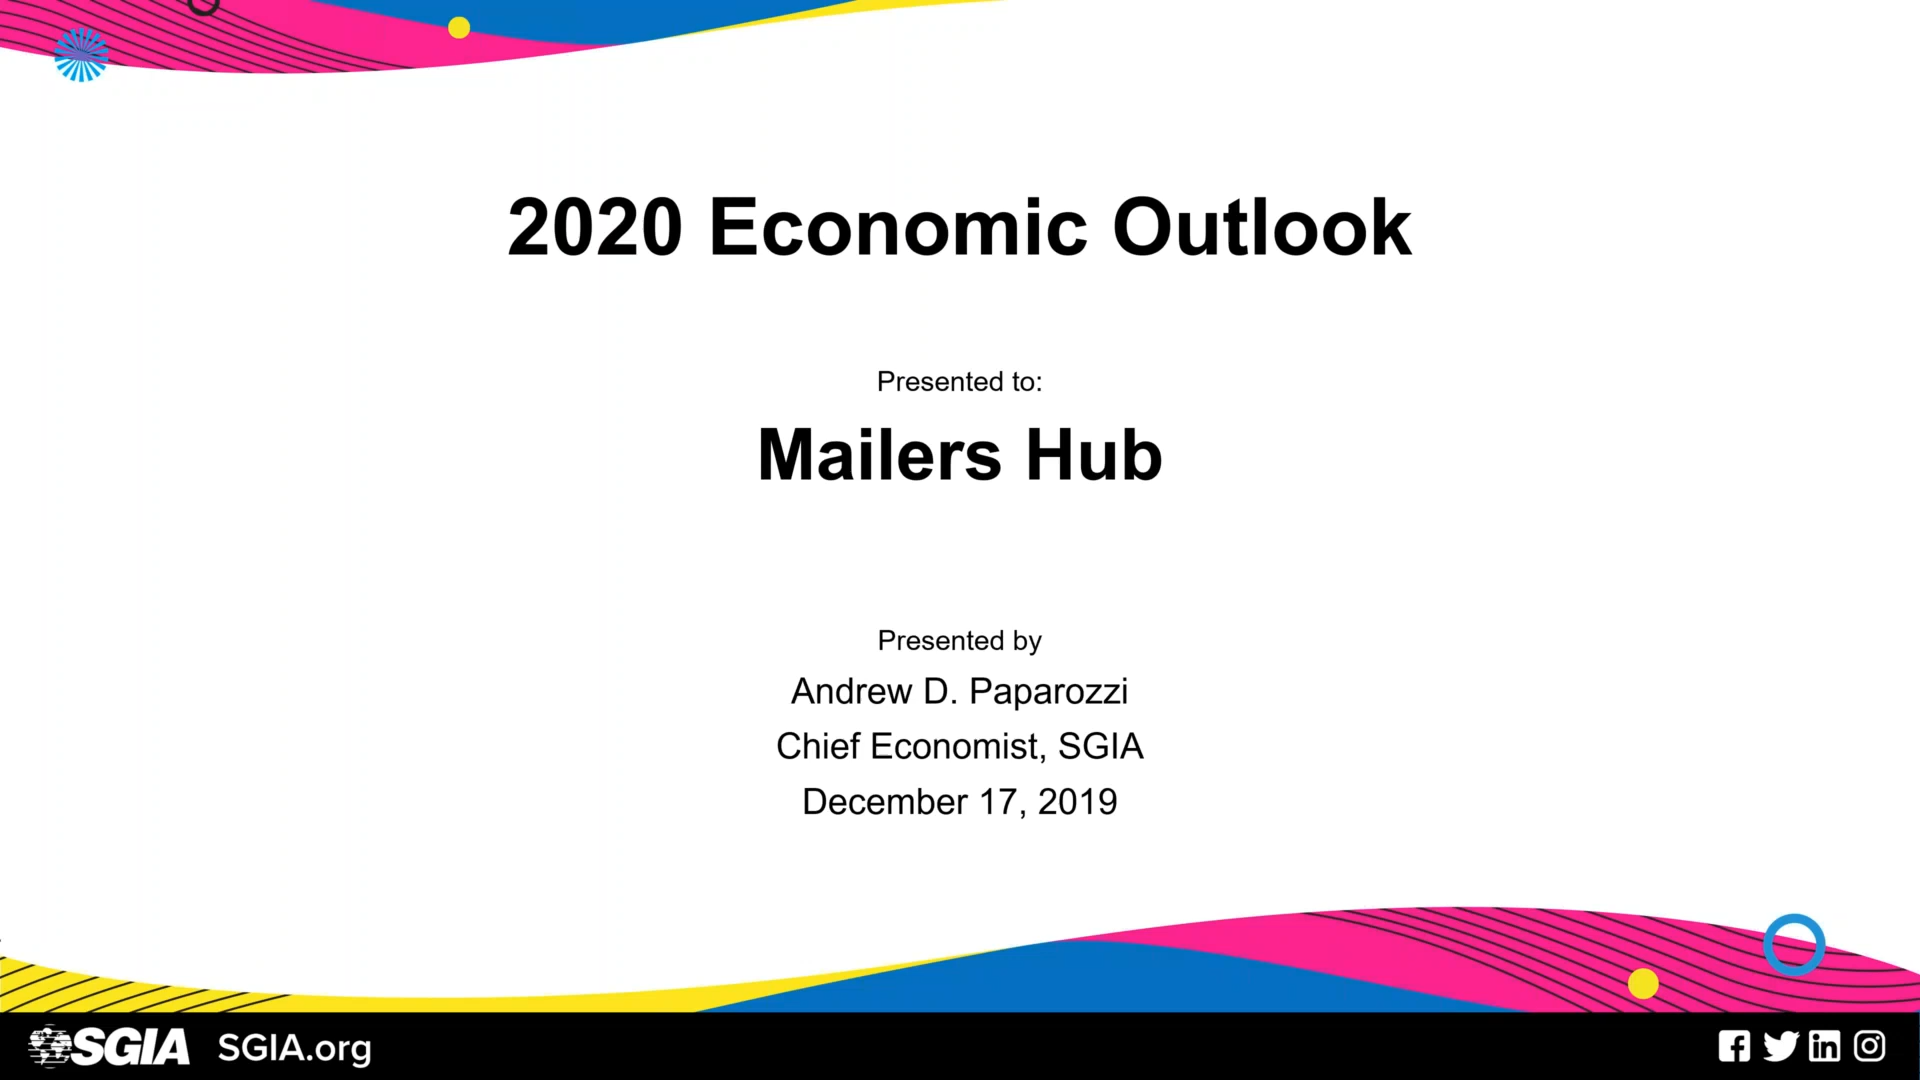 2020 Economic Outlook
Presented to:
Mailers Hub
Presented by
Andrew D. Paparozzi
Chief Economist, SGIA
December 17, 2019
SGIA SGIA.org